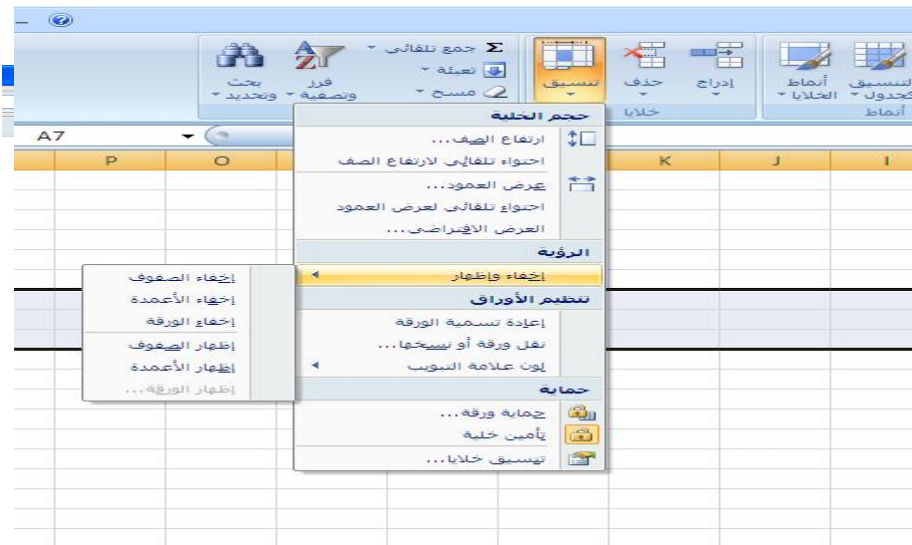 Σ جمع تلقائي
تعبئة
مسح
لتنسيق كجدول
أنماط الخلايا
إدراج
حذف
تنسيق
فرز وتصفية
بحث وتحديد
أنماط
خلايا
A7
P
O
K
J
I
حجم الخلية
ارتفاع الصف...
احتواء تلقائي لارتفاع الصف
عرض العمود...
احتواء تلقائي لعرض العمود
العرض الافتراضي...
الرؤية
إخفاء وإظهار
تنظيم الأوراق
إعادة تسمية الورقة
نقل ورقة أو نسخها...
لون علامة التبويب
حماية
حماية ورقة...
تأمين خلية
تنسيق خلايا...
إخفاء الصفوف
إخفاء الأعمدة
إخفاء الورقة
إظهار الصفوف
إظهار الأعمدة
إظهار الورقة...